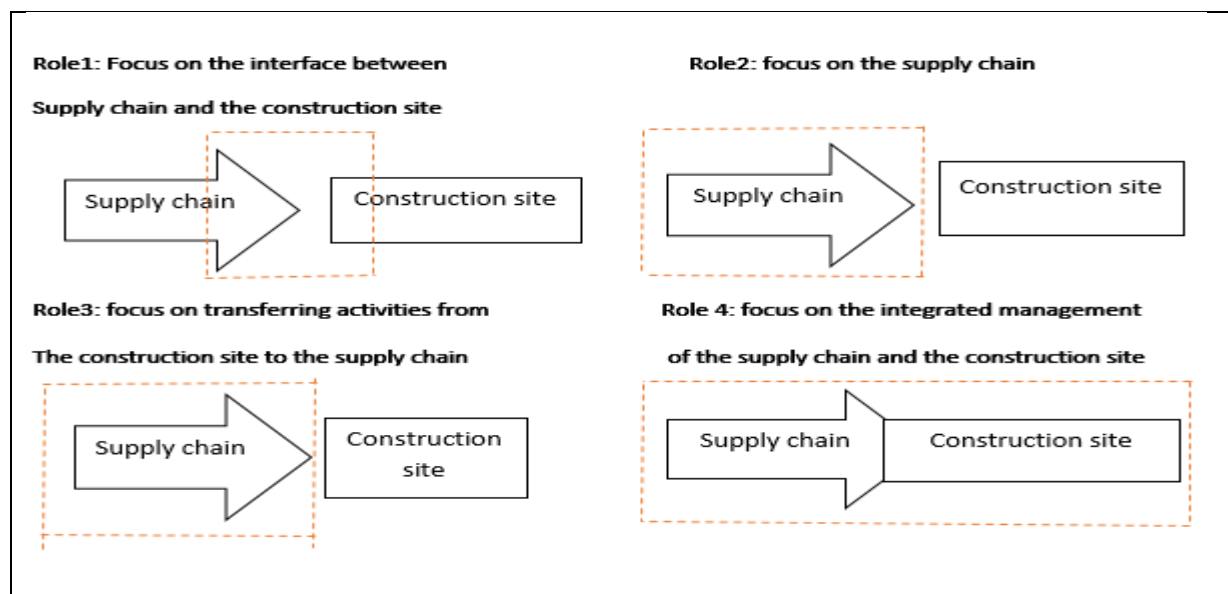 Role1: Focus on the interface between
Supply chain and the construction site
Supply chain
Construction site
Role2: focus on the supply chain
Supply chain
Construction site
Role3: focus on transferring activities from
The construction site to the supply chain
Supply chain
Construction
site
Role 4: focus on the integrated management
of the supply chain and the construction site
Supply chain
Construction site